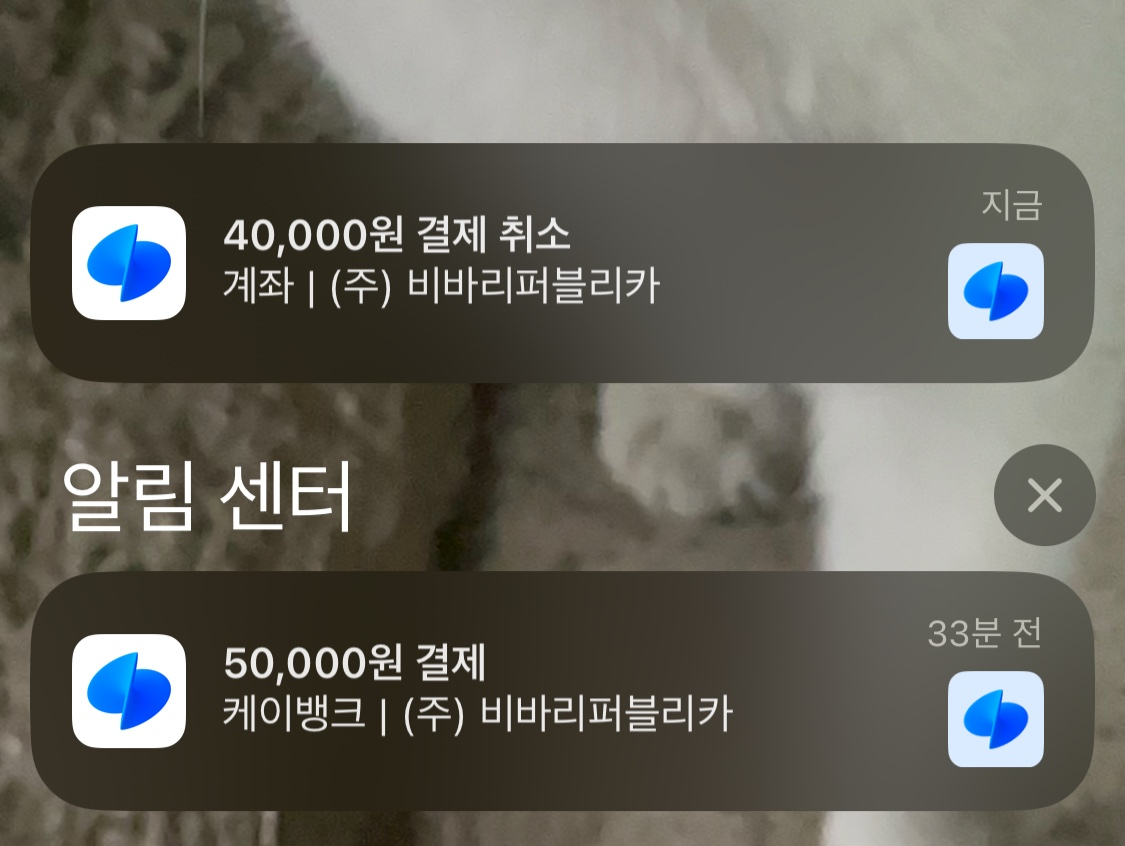 지금
40,000원 결제 취소
계좌 | (주) 비바리퍼블리카
알림 센터
33분 전
50,000원 결제
케이뱅크 | (주) 비바리퍼블리카